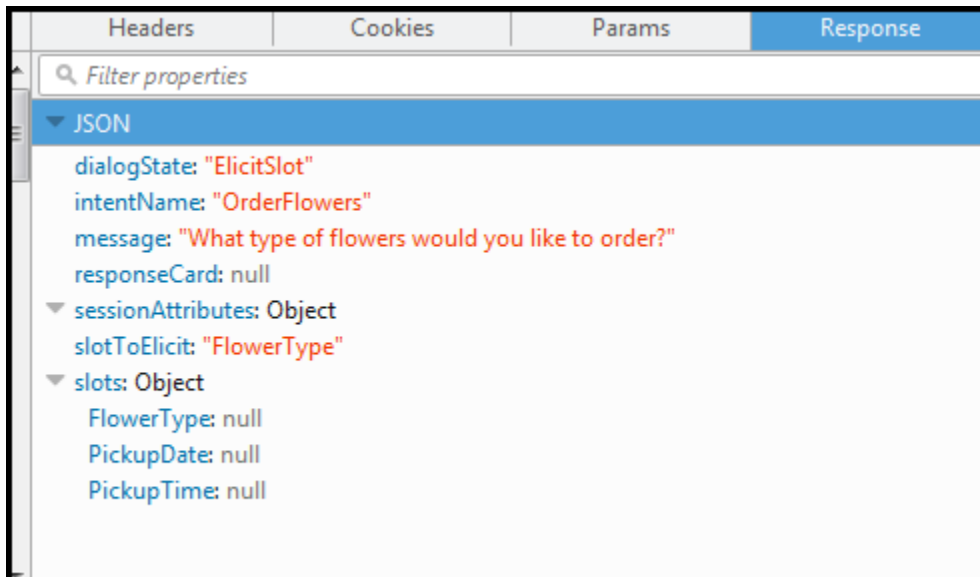 Headers Cookies Params Response
Filter properties
JSON
dialogState: "ElicitSlot"
intentName: "OrderFlowers"
message: "What type of flowers would you like to order?"
responseCard: null
sessionAttributes: Object
slotToElicit: "FlowerType"
slots: Object
FlowerType: null
PickupDate: null
PickupTime: null